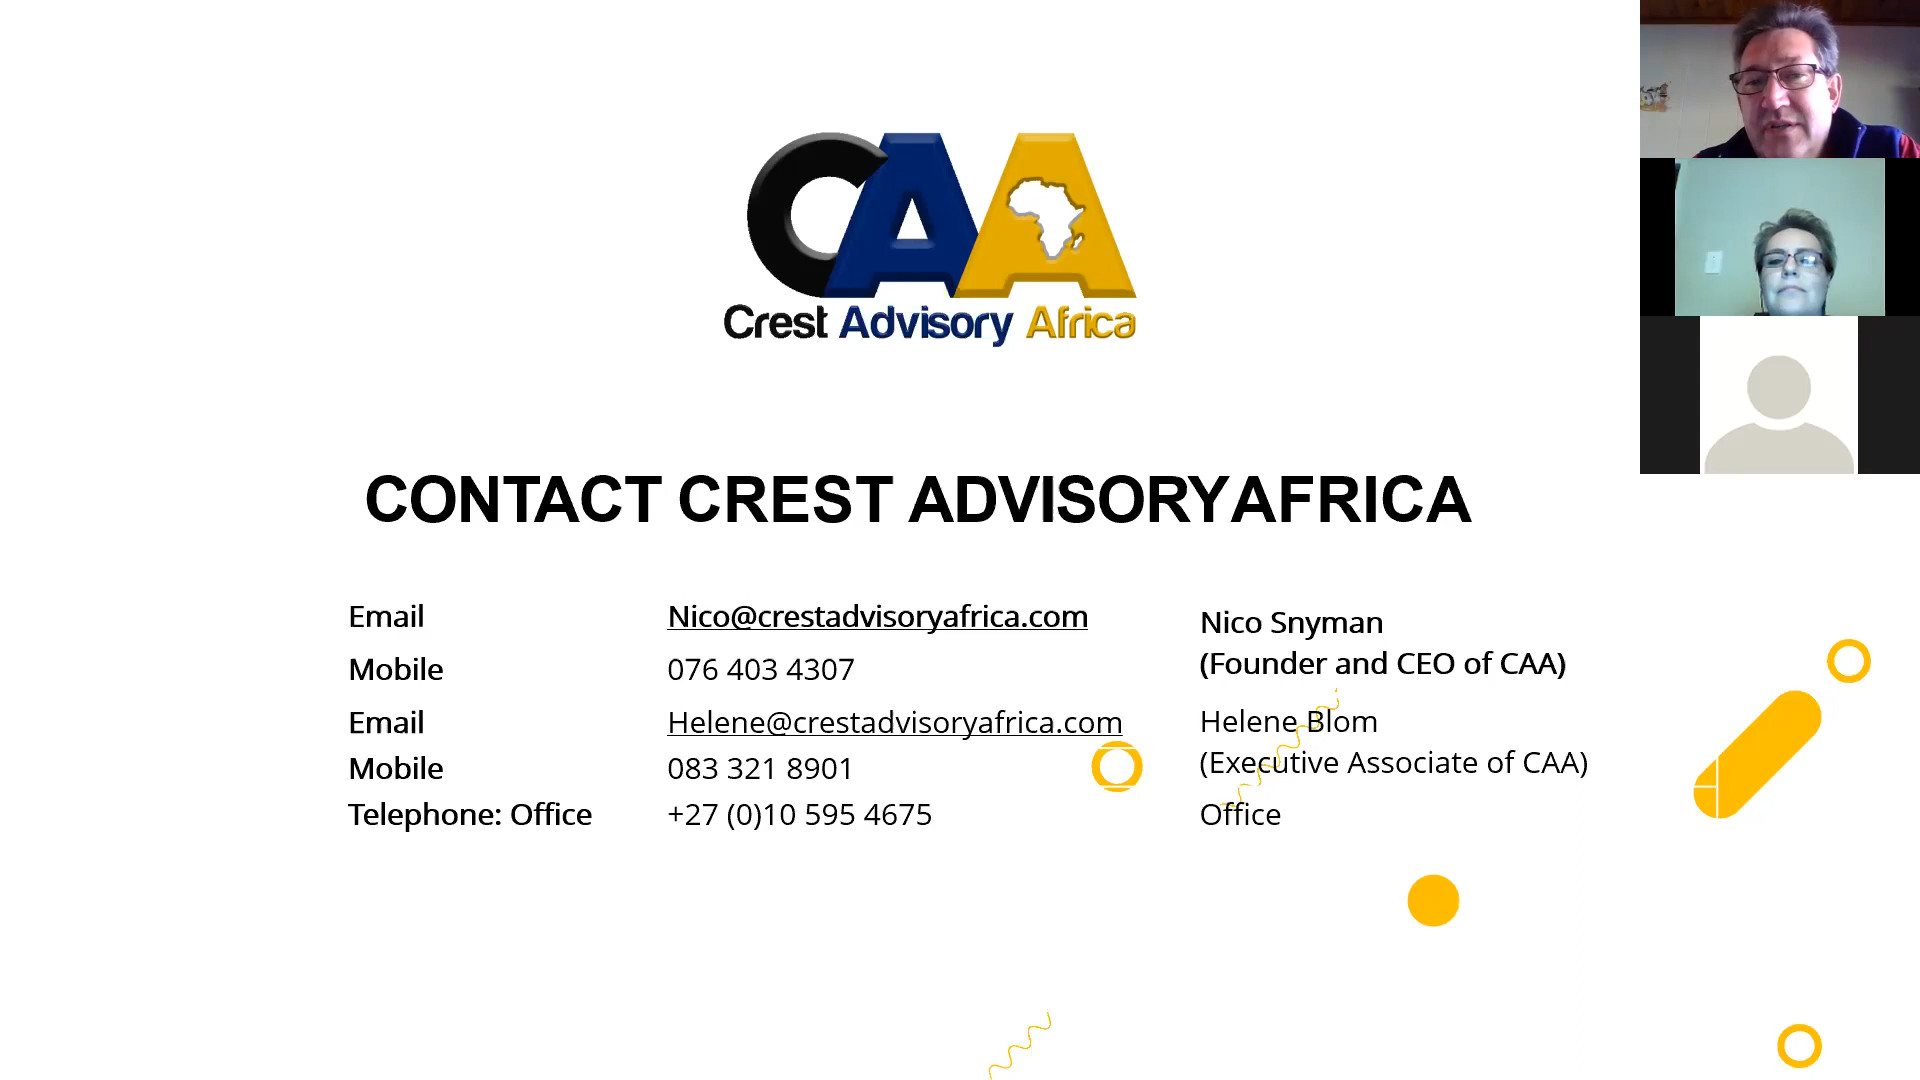 CAA
Crest Advisory Africa
CONTACT CREST ADVISORYAFRICA
Email Nico@crestadvisoryafrica.com Nico Snyman
Mobile 076 403 4307 (Founder and CEO of CAA)
Email Helene@crestadvisoryafrica.com Helene Blom
Mobile 083 321 8901 (Executive Associate of CAA)
Telephone: Office +27 (0)10 595 4675 Office